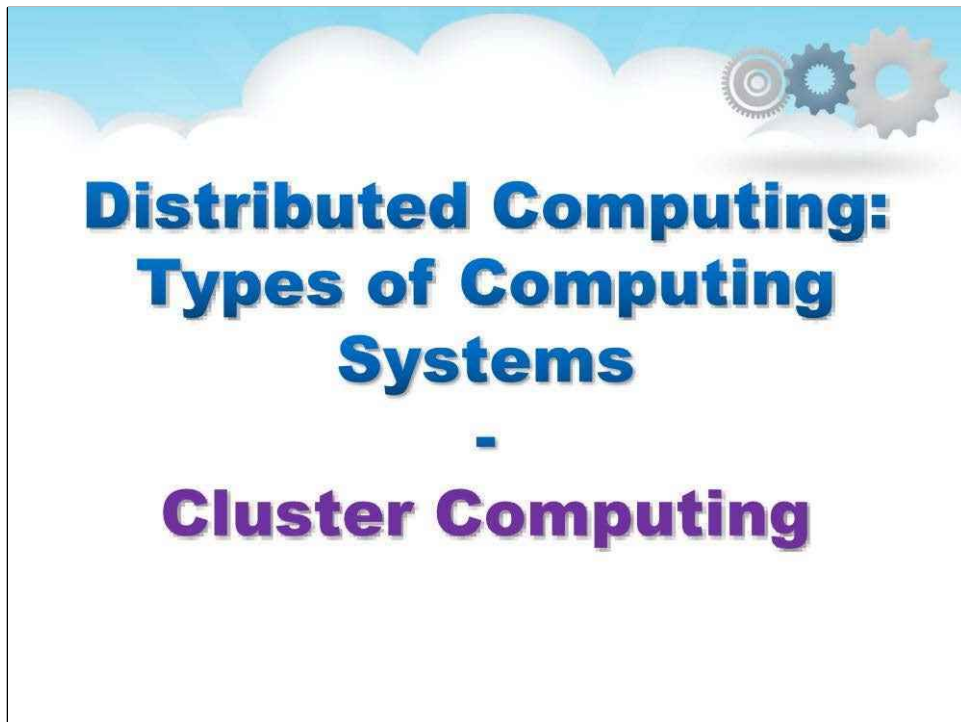 Distributed Computing:
Types of Computing
Systems
-
Cluster Computing